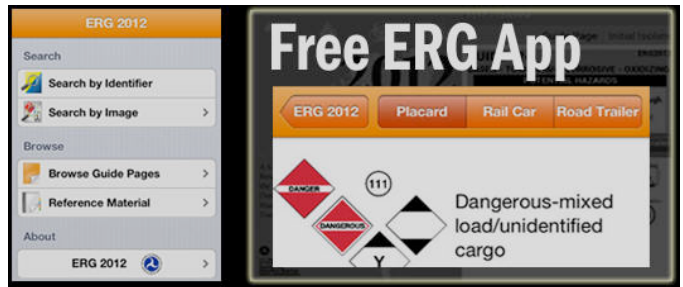 ERG 2012
Search
Search by Identifier
Search by Image
Browse
Browse Guide Pages
Reference Material
About
ERG 2012
Free ERG App
ERG 2012
Placard
Rail Car
Road Trailer
DANGER
111
DANGEROUS
Y
Dangerous-mixed
load/unidentified
cargo
2012